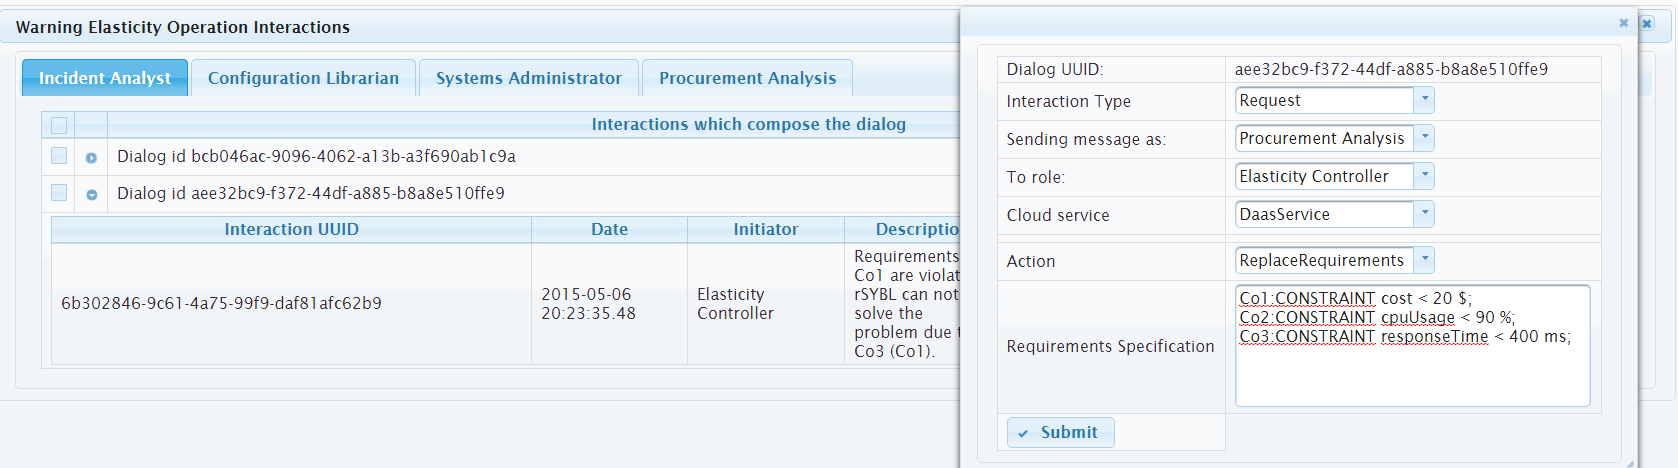 Warning Elasticity Operation Interactions
Incident Analyst Configuration Librarian Systems Administrator Procurement Analysis
Interactions which compose the dialog
Dialog id bcb046ac-9096-4062-a13b-a3f690ab1c9a
Dialog id aee32bc9-f372-44df-a885-b8a8e510ffe9
Interaction UUID Date Initiator Descriptio
6b302846-9c61-4a75-99f9-daf81afc62b9
2015-05-06
20:23:35.48
Elasticity
Controller
Requirements
Co1 are violat
rSYBL can not
solve the
problem due t
Co3 (Co1).
Dialog UUID: aee32bc9-f372-44df-a885-b8a8e510ffe9
Interaction Type Request
Sending message as: Procurement Analysis
To role: Elasticity Controller
Cloud service DaasService
Action ReplaceRequirements
Requirements Specification
Co1:CONSTRAINT cost < 20 $;
Co2:CONSTRAINT cpuUsage < 90 %;
Co3:CONSTRAINT responseTime < 400 ms;
Submit